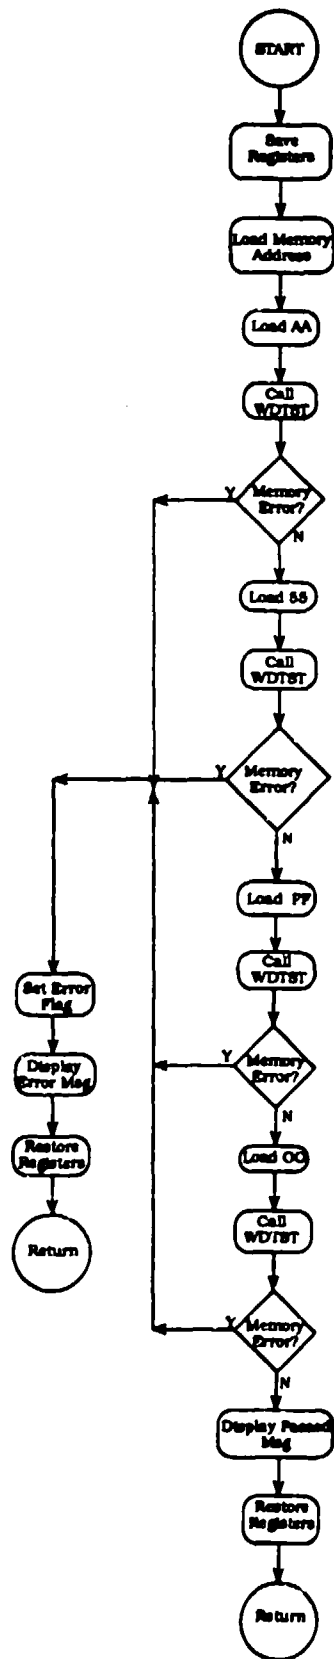 START
Save
Registers
Load Memory
Address
Load AA
Call
WDTST
Memory
Error?
Y
N
Load 55
Call
WDTST
Memory
Error?
Y
N
Load FF
Call
WDTST
Memory
Error?
Y
N
Load OO
Call
WDTST
Memory
Error?
Y
N
Display Passed
Msg
Restore
Registers
Return
Set Error
Flag
Display
Error Msg
Restore
Registers
Return